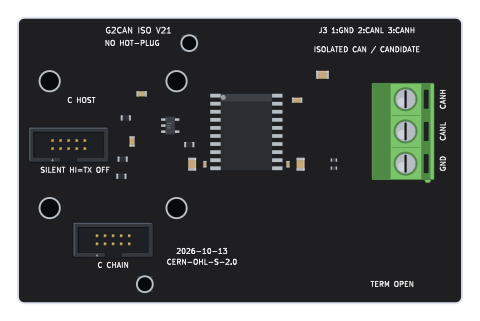 G2CAN ISO V21
NO HOT-PLUG
J3 1:GND 2:CANL 3:CANH
ISOLATED CAN / CANDIDATE
C HOST
CANH
CANL
GND
SILENT HI=TX OFF
C CHAIN
2026-10-13
CERN-OHL-S-2.0
TERM OPEN